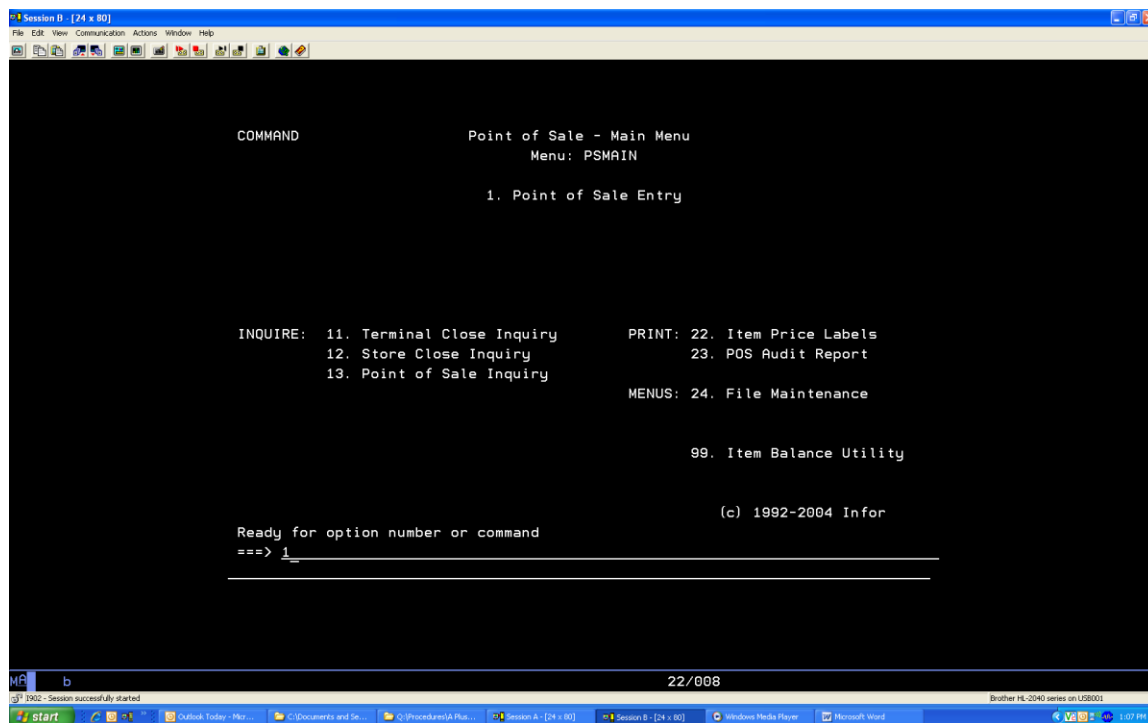 Session B - [24 x 80]
File Edit View Communication Actions Window Help
COMMAND Point of Sale - Main Menu
Menu: PSMAIN
1. Point of Sale Entry
INQUIRE: 11. Terminal Close Inquiry PRINT: 22. Item Price Labels
12. Store Close Inquiry 23. POS Audit Report
13. Point of Sale Inquiry
MENUS: 24. File Maintenance
99. Item Balance Utility
(c) 1992-2004 Infor
Ready for option number or command
===> 1
MA b 22/008
I902 - Session successfully started Brother HL-2040 series on USB001
start Outlook Today - Micr... C:\Documents and Se... Q:\Procedures\A Plus... Session A - [24 x 80] Session B - [24 x 80] Windows Media Player Microsoft Word 1:07 PM